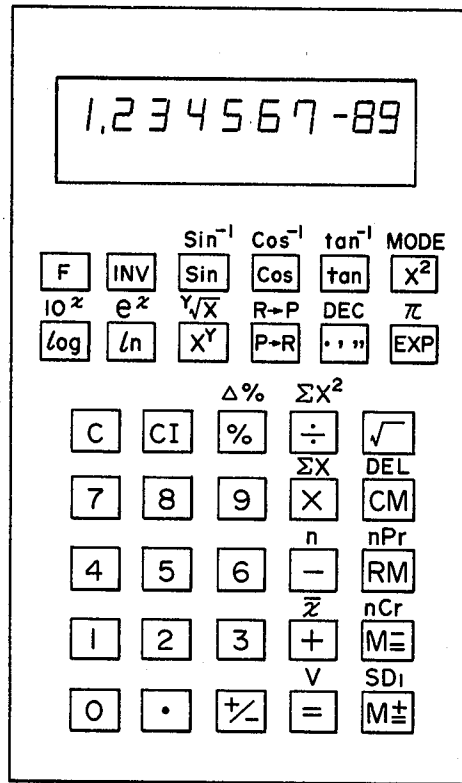 1.234567-89
Sin⁻¹ Cos⁻¹ tan⁻¹ MODE
F INV Sin Cos tan X²
10ˣ eˣ ʸ√X R→P DEC π
log ln Xʸ P→R ·,,, EXP
Δ% ΣX²
C CI % ÷ √
ΣX DEL
7 8 9 × CM
n nPr
4 5 6 − RM
x̄ nCr
1 2 3 + M=
V SD1
0 · +/− = M±